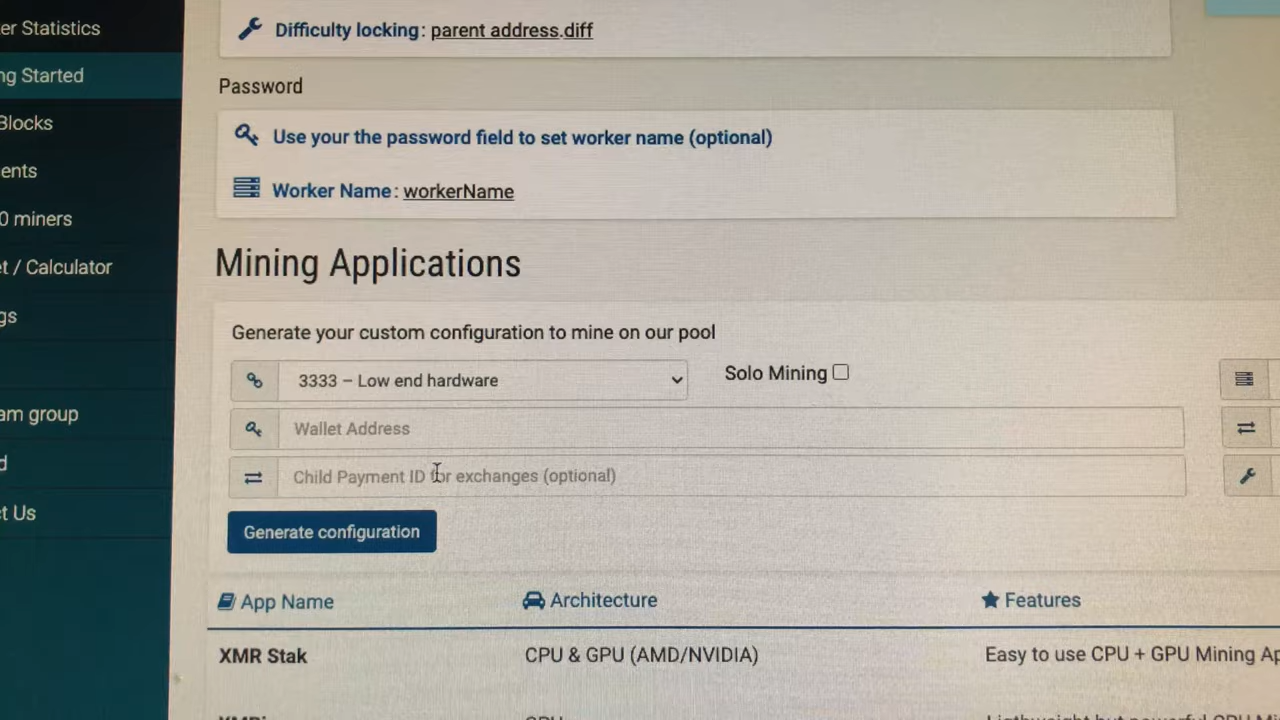 er Statistics
ng Started
Blocks
ents
0 miners
t / Calculator
gs
am group
d
t Us
Difficulty locking: parent address.diff
Password
Use your the password field to set worker name (optional)
Worker Name: workerName
Mining Applications
Generate your custom configuration to mine on our pool
3333 – Low end hardware
Solo Mining
Wallet Address
Child Payment ID for exchanges (optional)
Generate configuration
App Name Architecture Features
XMR Stak CPU & GPU (AMD/NVIDIA) Easy to use CPU + GPU Mining Ap